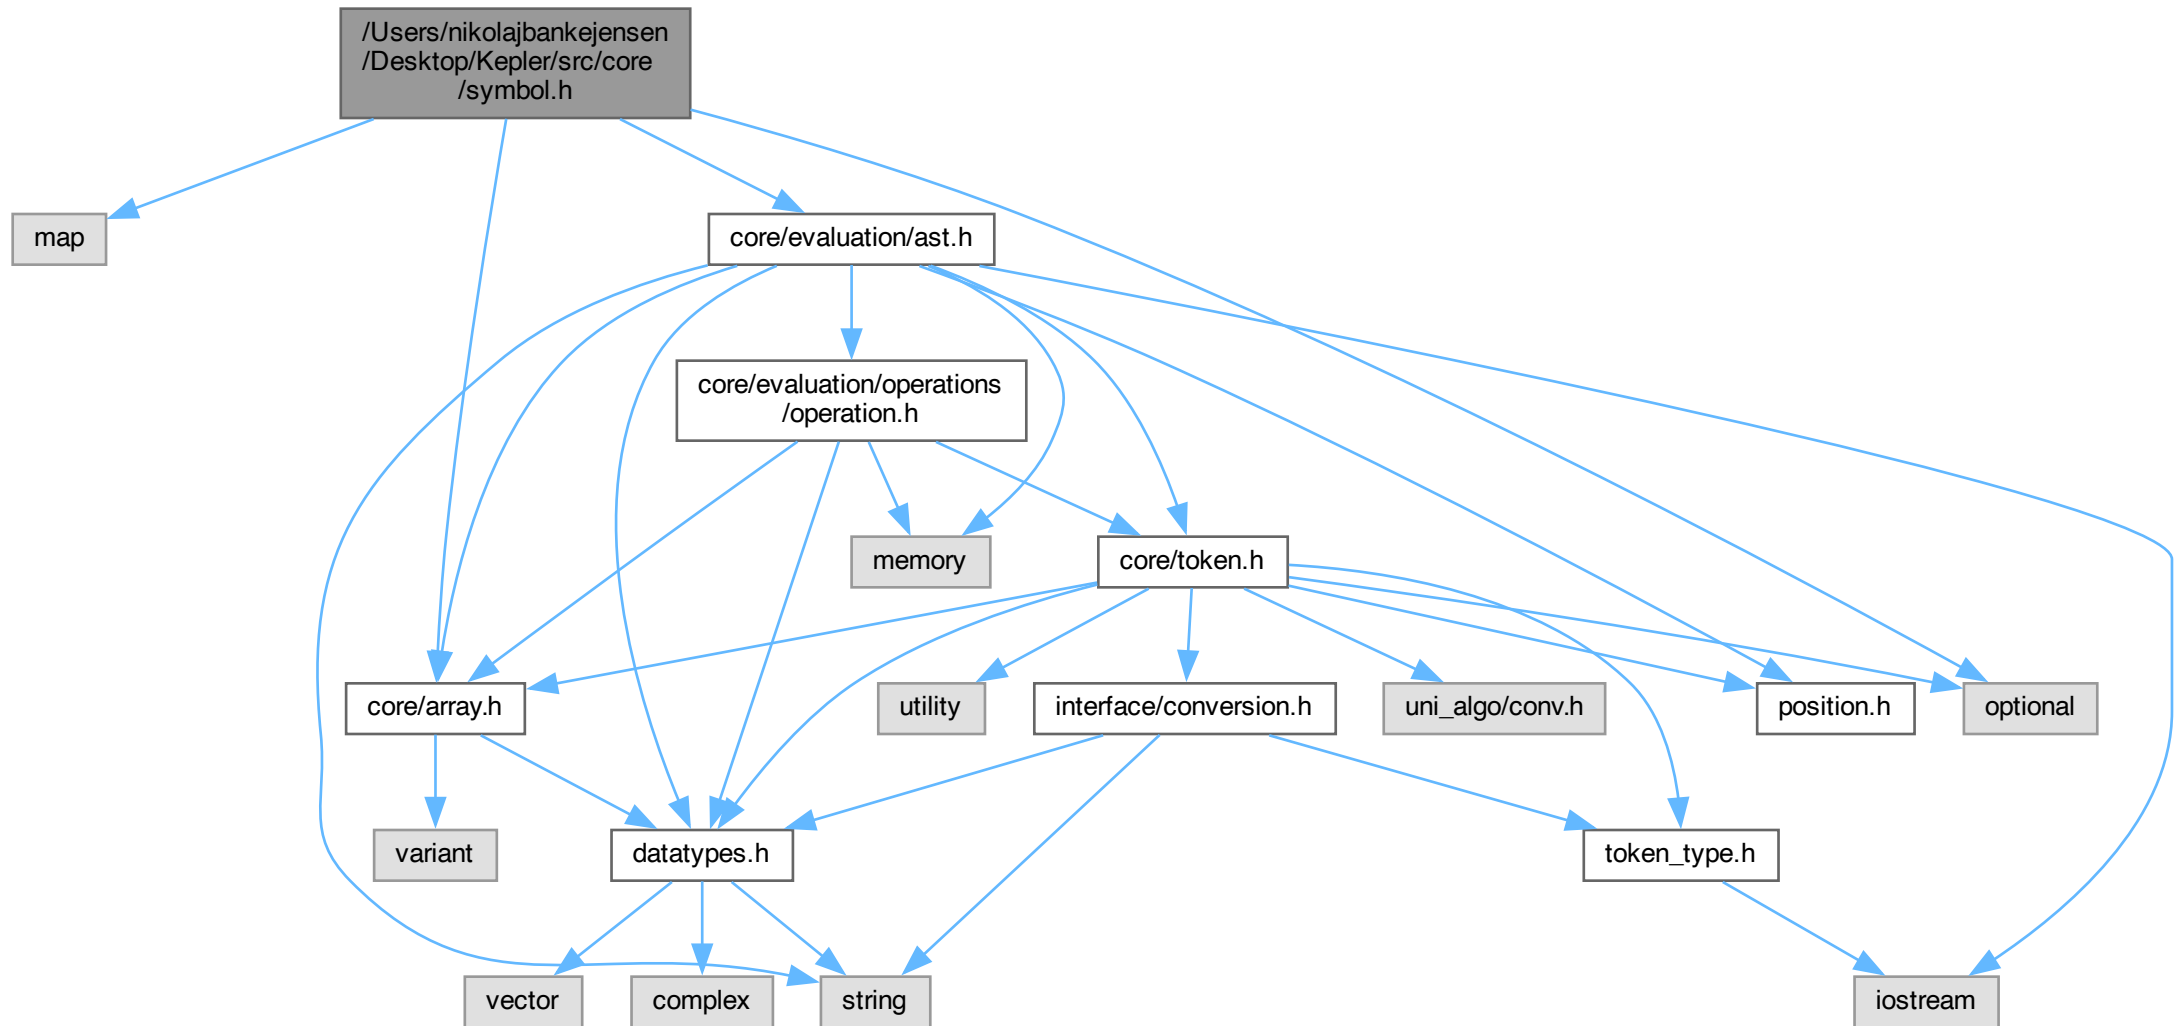 /Users/nikolajbankejensen
/Desktop/Kepler/src/core
/symbol.h
map
core/evaluation/ast.h
core/evaluation/operations
/operation.h
memory
core/token.h
core/array.h
utility
interface/conversion.h
uni_algo/conv.h
position.h
optional
variant
datatypes.h
token_type.h
vector
complex
string
iostream